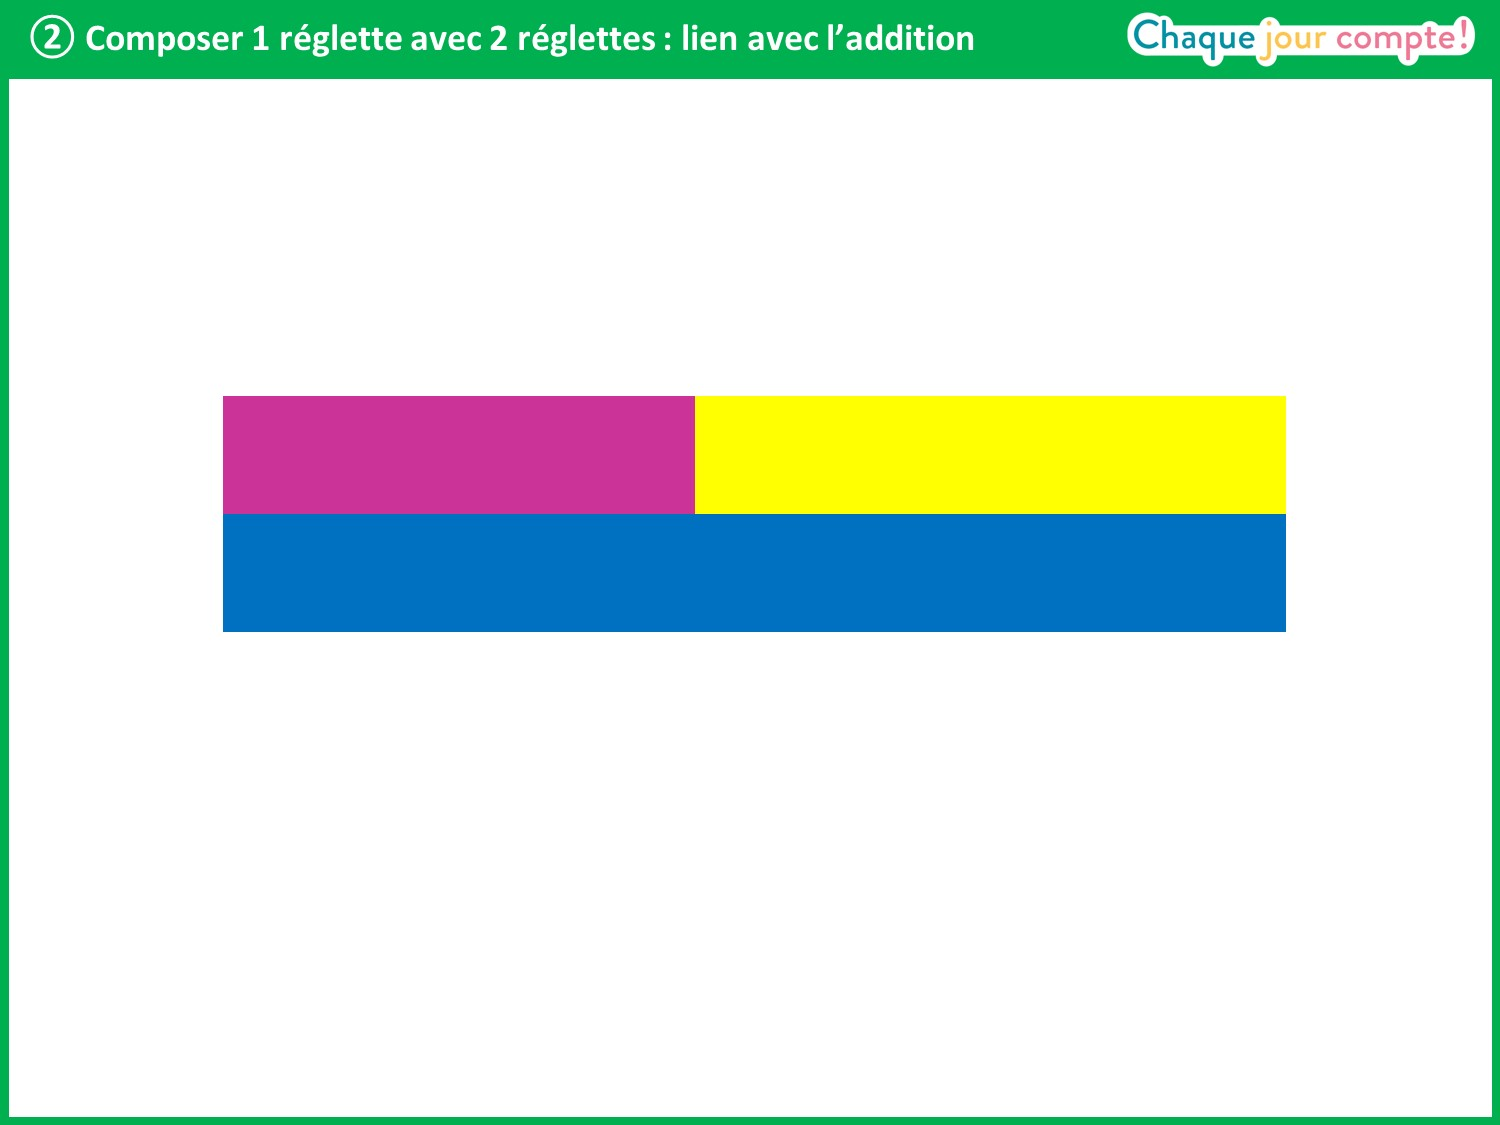 ② Composer 1 réglette avec 2 réglettes : lien avec l’addition
Chaque jour compte!